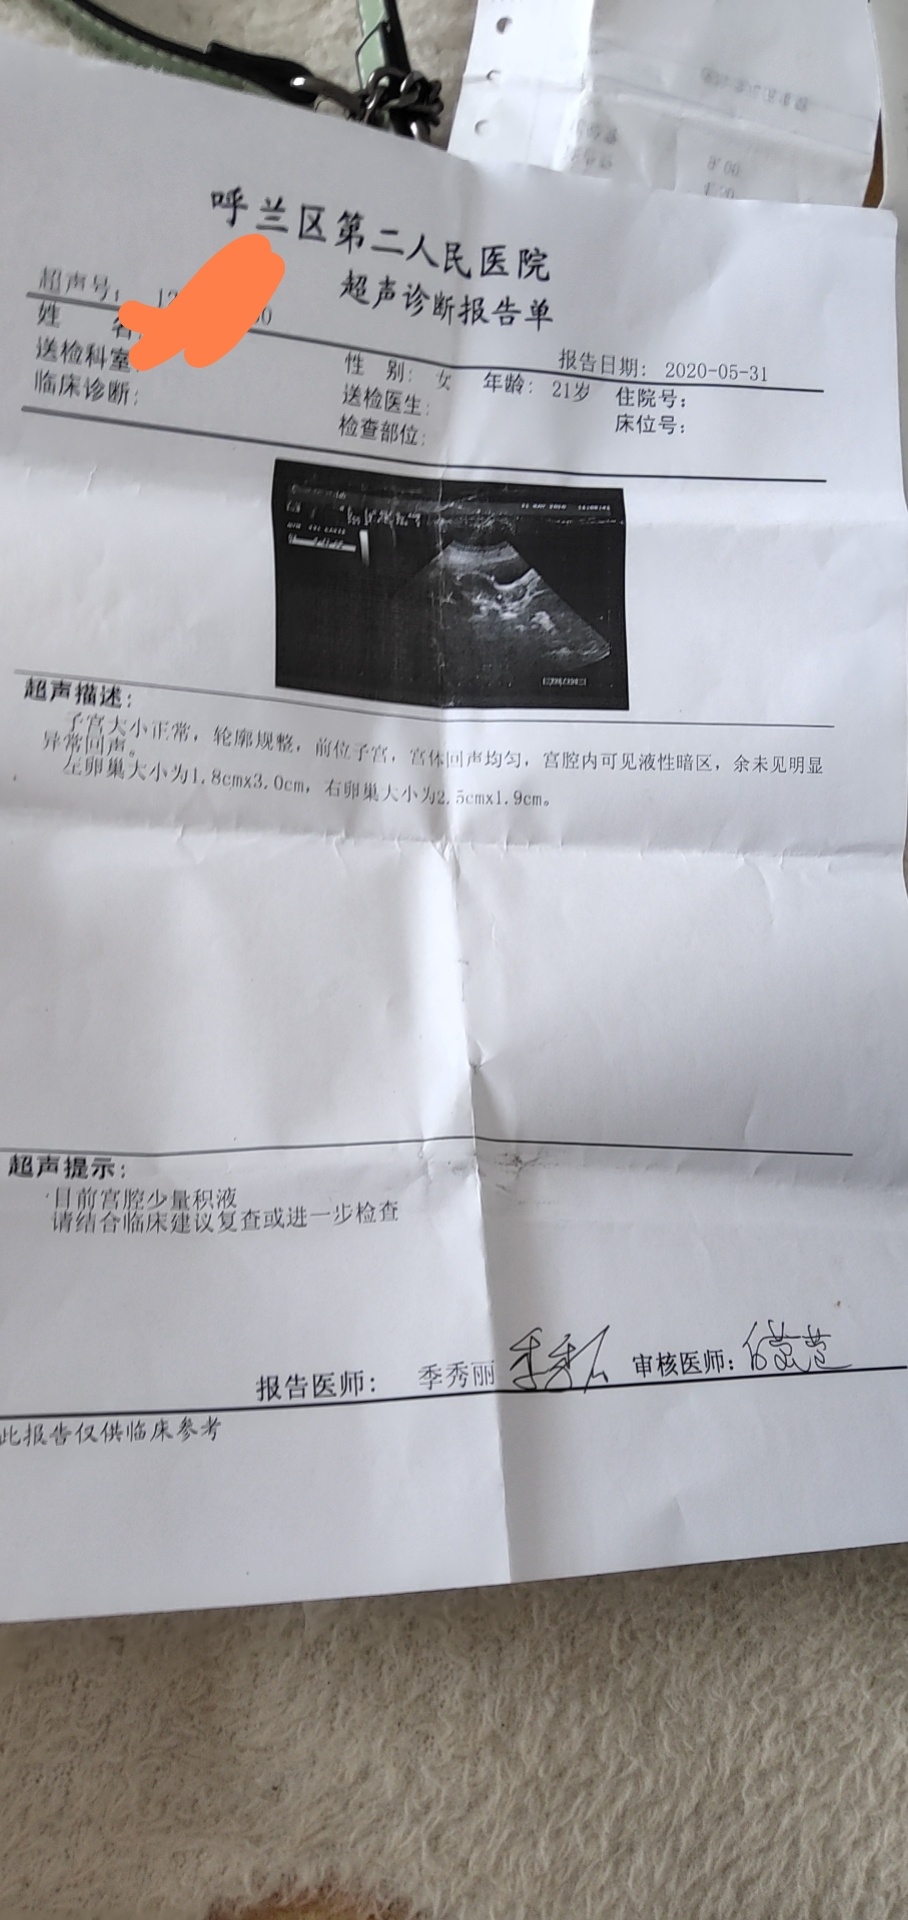 呼兰区第二人民医院
超声诊断报告单
超声号:
报告日期: 2020-05-31
姓 名: 性 别: 女 年龄: 21岁 住院号:
送检科室: 送检医生: 床位号:
临床诊断: 检查部位:
超声描述:
子宫大小正常，轮廓规整，前位子宫，宫体回声均匀，宫腔内可见液性暗区，余未见明显
异常回声。
左卵巢大小为1.8cmx3.0cm，右卵巢大小为2.5cmx1.9cm。
超声提示:
目前宫腔少量积液
请结合临床建议复查或进一步检查
报告医师: 季秀丽 季秀丽 审核医师:
此报告仅供临床参考